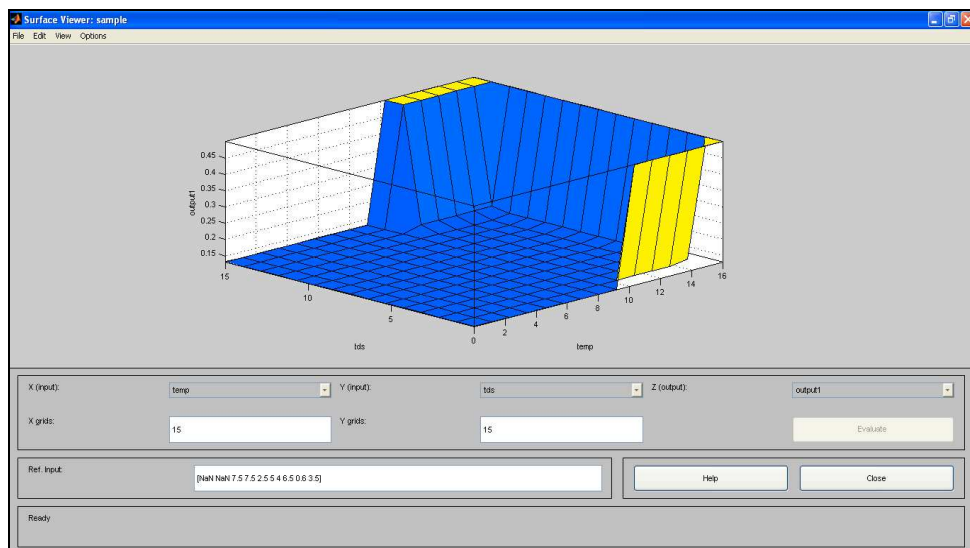 Surface Viewer: sample
File Edit View Options
0.45
0.4
0.35
0.3
0.25
0.2
0.15
output1
15
10
5
0
tds
2
4
6
8
10
12
14
16
temp
X (input): temp Y (input): tds Z (output): output1
X grids: 15 Y grids: 15 Evaluate
Ref. Input: [NaN NaN 7.5 7.5 2.5 5 4 6.5 0.6 3.5] Help Close
Ready